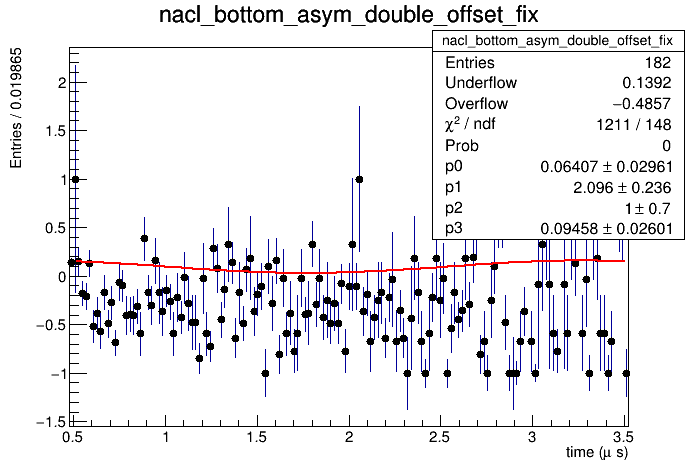 nacl_bottom_asym_double_offset_fix
nacl_bottom_asym_double_offset_fix
Entries 182
Underflow 0.1392
Overflow −0.4857
χ² / ndf 1211 / 148
Prob 0
p0 0.06407 ± 0.02961
p1 2.096 ± 0.236
p2 1 ± 0.7
p3 0.09458 ± 0.02601
Entries / 0.019865
2
1.5
1
0.5
0
−0.5
−1
−1.5
0.5 1 1.5 2 2.5 3 3.5
time (μ s)